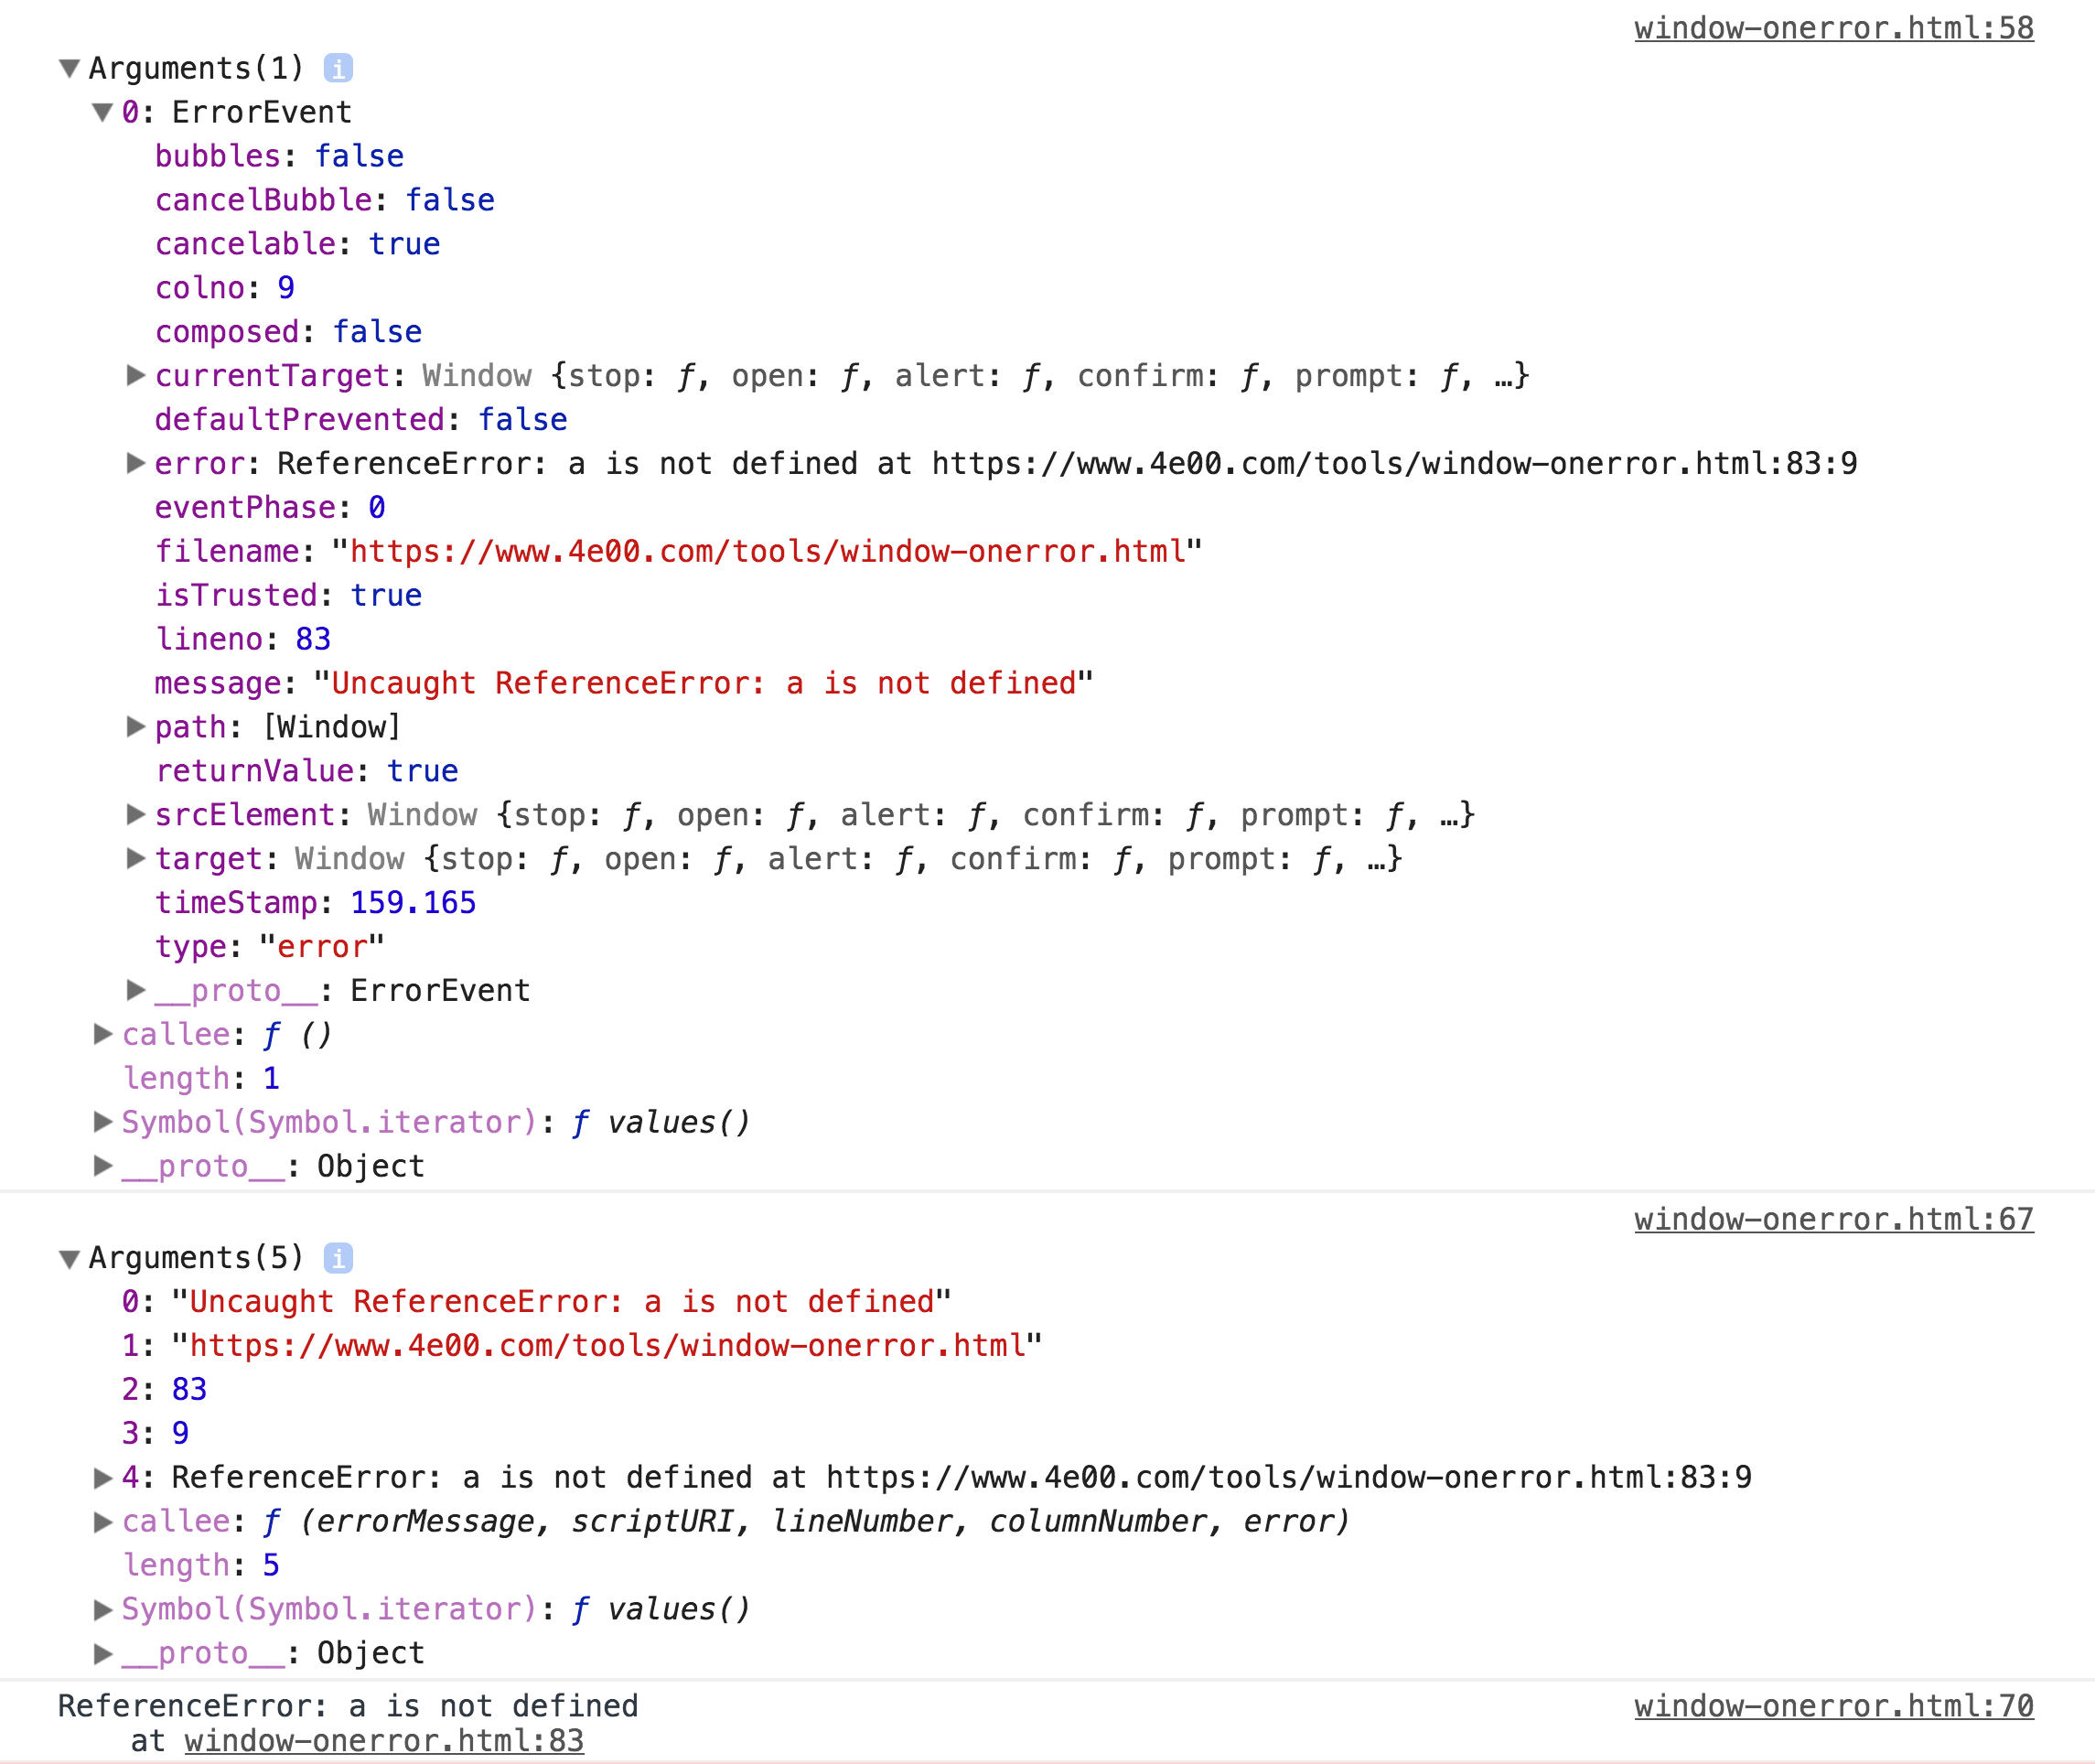 window-onerror.html:58
▼Arguments(1) i
▼0: ErrorEvent
bubbles: false
cancelBubble: false
cancelable: true
colno: 9
composed: false
▶currentTarget: Window {stop: ƒ, open: ƒ, alert: ƒ, confirm: ƒ, prompt: ƒ, …}
defaultPrevented: false
▶error: ReferenceError: a is not defined at https://www.4e00.com/tools/window-onerror.html:83:9
eventPhase: 0
filename: "https://www.4e00.com/tools/window-onerror.html"
isTrusted: true
lineno: 83
message: "Uncaught ReferenceError: a is not defined"
▶path: [Window]
returnValue: true
▶srcElement: Window {stop: ƒ, open: ƒ, alert: ƒ, confirm: ƒ, prompt: ƒ, …}
▶target: Window {stop: ƒ, open: ƒ, alert: ƒ, confirm: ƒ, prompt: ƒ, …}
timeStamp: 159.165
type: "error"
▶__proto__: ErrorEvent
▶callee: ƒ ()
length: 1
▶Symbol(Symbol.iterator): ƒ values()
▶__proto__: Object
window-onerror.html:67
▼Arguments(5) i
0: "Uncaught ReferenceError: a is not defined"
1: "https://www.4e00.com/tools/window-onerror.html"
2: 83
3: 9
▶4: ReferenceError: a is not defined at https://www.4e00.com/tools/window-onerror.html:83:9
▶callee: ƒ (errorMessage, scriptURI, lineNumber, columnNumber, error)
length: 5
▶Symbol(Symbol.iterator): ƒ values()
▶__proto__: Object
ReferenceError: a is not defined window-onerror.html:70
at window-onerror.html:83